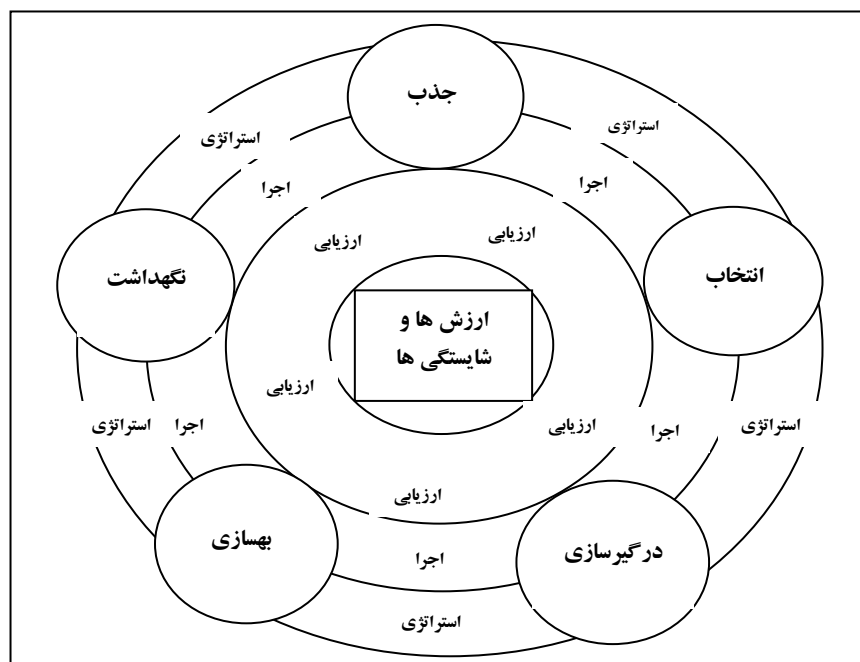 جذب
استراتژی
استراتژی
اجرا
اجرا
ارزیابی
ارزیابی
انتخاب
نگهداشت
ارزش ها و
شایستگی ها
ارزیابی
ارزیابی
استراتژی
اجرا
اجرا
استراتژی
ارزیابی
درگیرسازی
بهسازی
اجرا
استراتژی